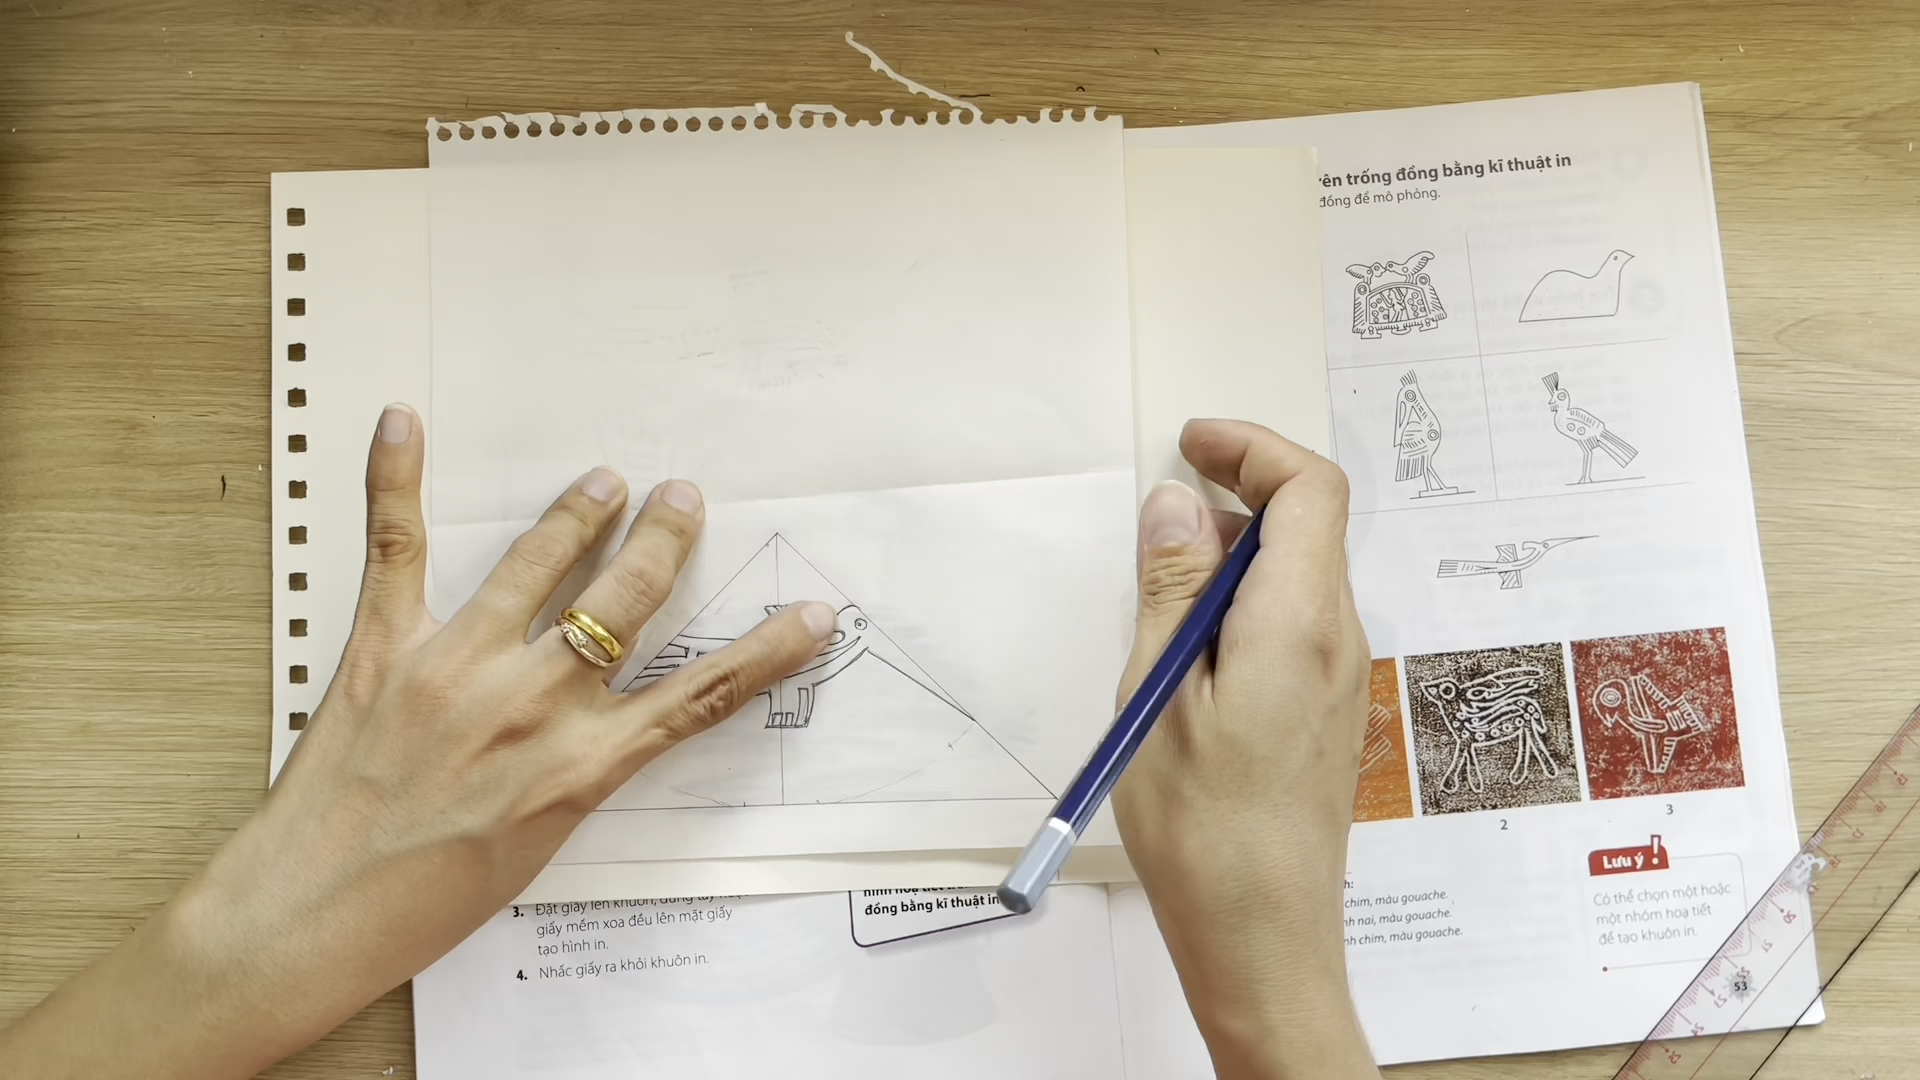 rên trống đồng bằng kĩ thuật in
đồng để mô phỏng.
2
3
Lưu ý !
Có thể chọn một hoặc
một nhóm hoạ tiết
để tạo khuôn in.
h:
chim, màu gouache.
nh nai, màu gouache.
nh chim, màu gouache.
53
đồng bằng kĩ thuật in
3. Đặt giấy lên khuôn, dùng tay
giấy mềm xoa đều lên mặt giấy
tạo hình in.
4. Nhấc giấy ra khỏi khuôn in.